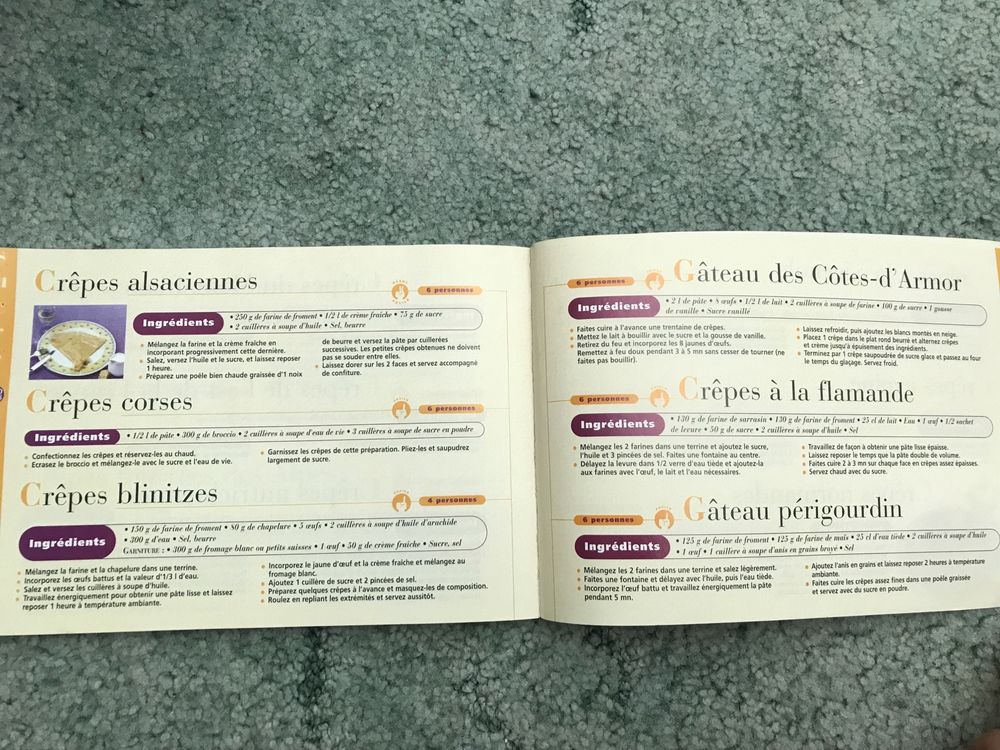 Crêpes alsaciennes
6 personnes
Ingrédients
• 250 g de farine de froment • 1/2 l de crème fraîche • 75 g de sucre
• 2 cuillères à soupe d'huile • Sel, beurre
Mélangez la farine et la crème fraîche en
incorporant progressivement cette dernière.
Salez, versez l'huile et le sucre, et laissez reposer
1 heure.
Préparez une poêle bien chaude graissée d'1 noix
de beurre et versez la pâte par cuillerées
successives. Les petites crêpes obtenues ne doivent
pas se souder entre elles.
Laissez dorer sur les 2 faces et servez accompagné
de confiture.
Crêpes corses
6 personnes
Ingrédients
• 1/2 l de pâte • 300 g de broccio • 2 cuillères à soupe d'eau de vie • 3 cuillères à soupe de sucre en poudre
Confectionnez les crêpes et réservez-les au chaud.
Ecrasez le broccio et mélangez-le avec le sucre et l'eau de vie.
Garnissez les crêpes de cette préparation. Pliez-les et saupudrez
largement de sucre.
Crêpes blinitzes
4 personnes
Ingrédients
• 150 g de farine de froment • 80 g de chapelure • 5 œufs • 2 cuillères à soupe d'huile d'arachide
• 300 g d'eau • Sel, beurre
GARNITURE : • 300 g de fromage blanc ou petits suisses • 1 œuf • 50 g de crème fraîche • Sucre, sel
Mélangez la farine et la chapelure dans une terrine.
Incorporez les œufs battus et la valeur d'1/3 l d'eau.
Salez et versez les cuillères à soupe d'huile.
Travaillez énergiquement pour obtenir une pâte lisse et laissez
reposer 1 heure à température ambiante.
Incorporez le jaune d'œuf et la crème fraîche et mélangez au
fromage blanc.
Ajoutez 1 cuillère de sucre et 2 pincées de sel.
Préparez quelques crêpes à l'avance et masquez-les de composition.
Roulez en repliant les extrémités et servez aussitôt.
6 personnes
Gâteau des Côtes-d'Armor
Ingrédients
• 2 l de pâte • 8 œufs • 1/2 l de lait • 2 cuillères à soupe de farine • 100 g de sucre • 1 gousse
de vanille • Sucre vanillé
Faites cuire à l'avance une trentaine de crêpes.
Mettez le lait à bouillir avec le sucre et la gousse de vanille.
Retirez du feu et incorporez les 8 jaunes d'œufs.
Remettez à feu doux pendant 3 à 5 mn sans cesser de tourner (ne
faites pas bouillir).
Laissez refroidir, puis ajoutez les blancs montés en neige.
Placez 1 crêpe dans le plat rond beurré et alternez crêpes
et crème jusqu'à épuisement des ingrédients.
Terminez par 1 crêpe saupoudrée de sucre glace et passez au four
le temps du glaçage. Servez froid.
6 personnes
Crêpes à la flamande
Ingrédients
• 130 g de farine de sarrasin • 130 g de farine de froment • 25 cl de lait • Eau • 1 œuf • 1/2 sachet
de levure • 50 g de sucre • 2 cuillères à soupe d'huile • Sel
Mélangez les 2 farines dans une terrine et ajoutez le sucre,
l'huile et 3 pincées de sel. Faites une fontaine au centre.
Délayez la levure dans 1/2 verre d'eau tiède et ajoutez-la
aux farines avec l'œuf, le lait et l'eau nécessaires.
Travaillez de façon à obtenir une pâte lisse épaisse.
Laissez reposer le temps que la pâte double de volume.
Faites cuire 2 à 3 mn sur chaque face en crêpes assez épaisses.
Servez chaud avec du sucre.
6 personnes
Gâteau périgourdin
Ingrédients
• 125 g de farine de froment • 125 g de farine de maïs • 25 cl d'eau tiède • 2 cuillères à soupe d'huile
• 1 œuf • 1 cuillère à soupe d'anis en grains broyé • Sel
Mélangez les 2 farines dans une terrine et salez légèrement.
Faites une fontaine et délayez avec l'huile, puis l'eau tiède.
Incorporez l'œuf battu et travaillez énergiquement la pâte
pendant 5 mn.
Ajoutez l'anis en grains et laissez reposer 2 heures à température
ambiante.
Faites cuire les crêpes assez fines dans une poêle graissée
et servez avec du sucre en poudre.